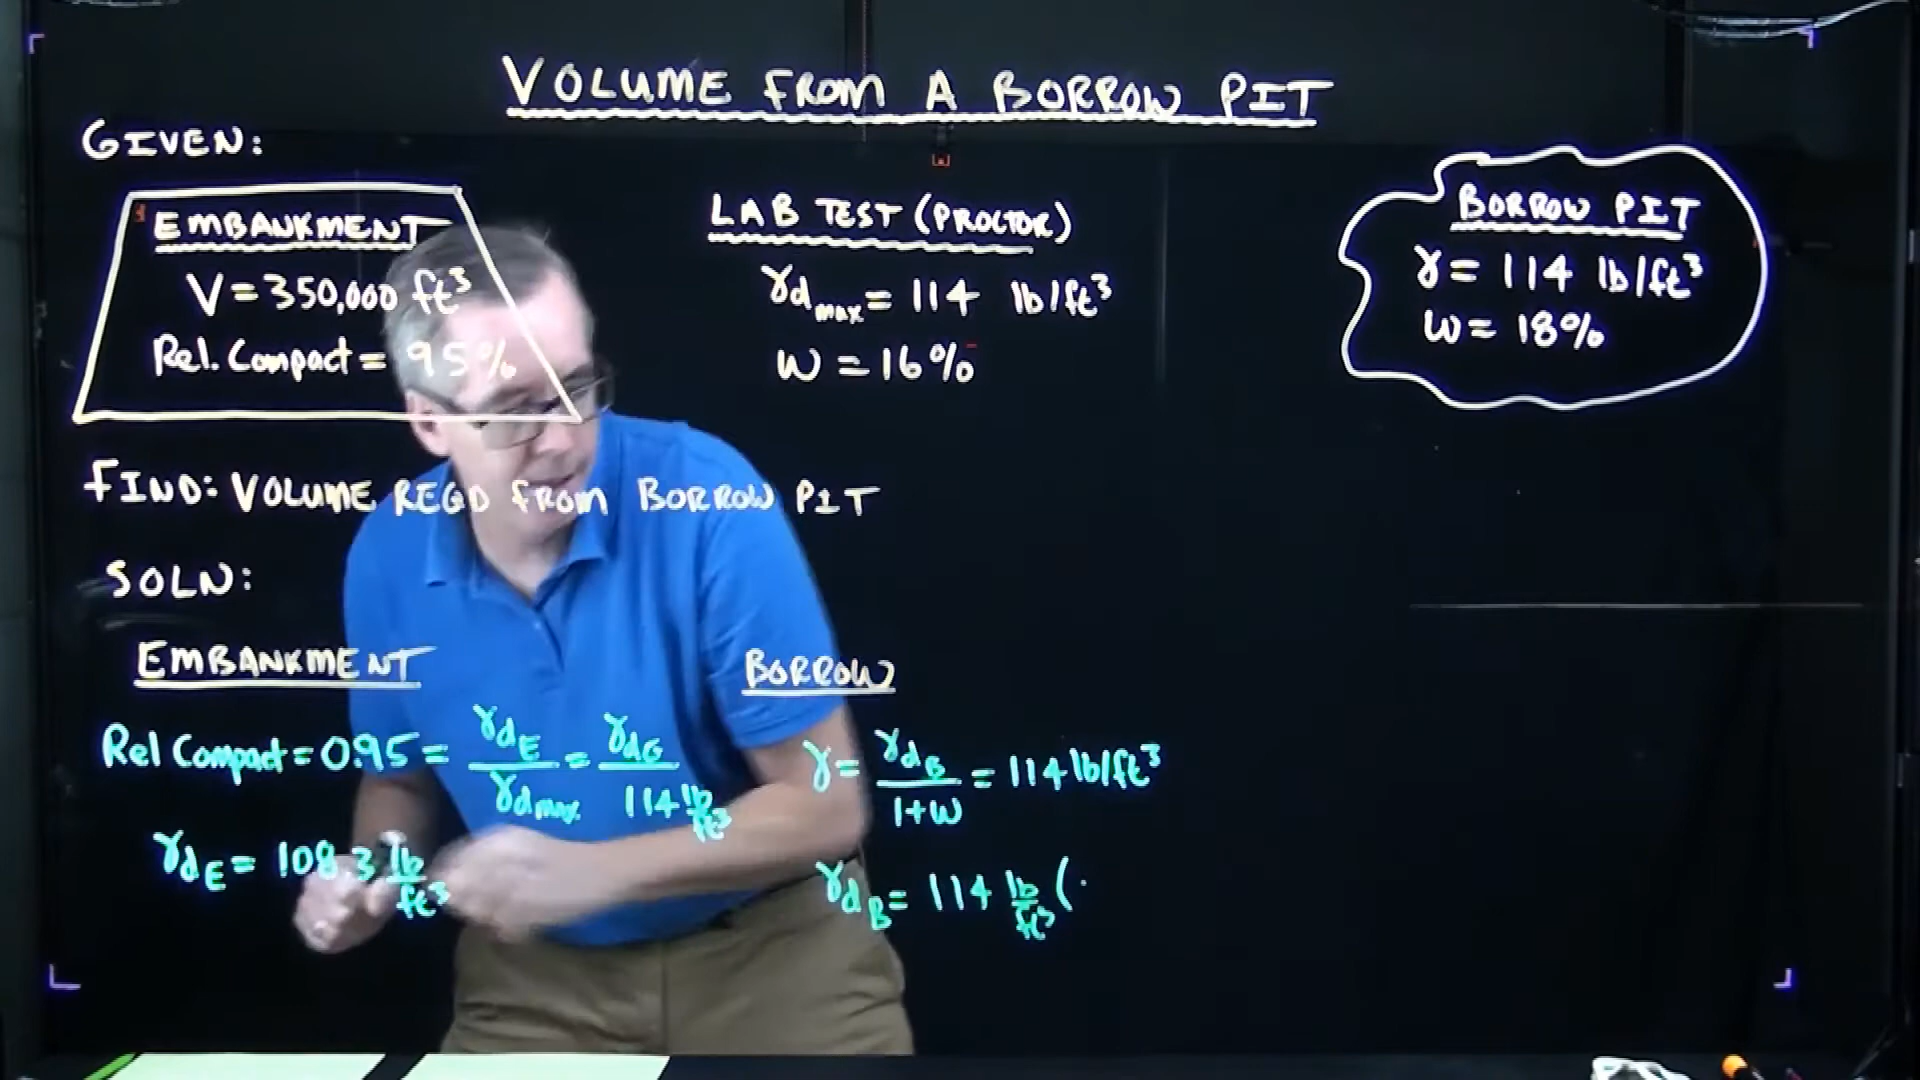 VOLUME FROM A BORROW PIT
GIVEN:
EMBANKMENT
V = 350,000 ft³
Rel. Compact = 95%
LAB TEST (PROCTOR)
γd max = 114 lb/ft³
W = 16%
BORROW PIT
γ = 114 lb/ft³
W = 18%
FIND: VOLUME REQD FROM BORROW PIT
SOLN:
EMBANKMENT
Rel Compact = 0.95 = γdE / γdmax = γdE / 114 lb/ft³
γdE = 108.3 lb/ft³
BORROW
γ = γdB / 1+W = 114 lb/ft³
γdB = 114 lb/ft³ (